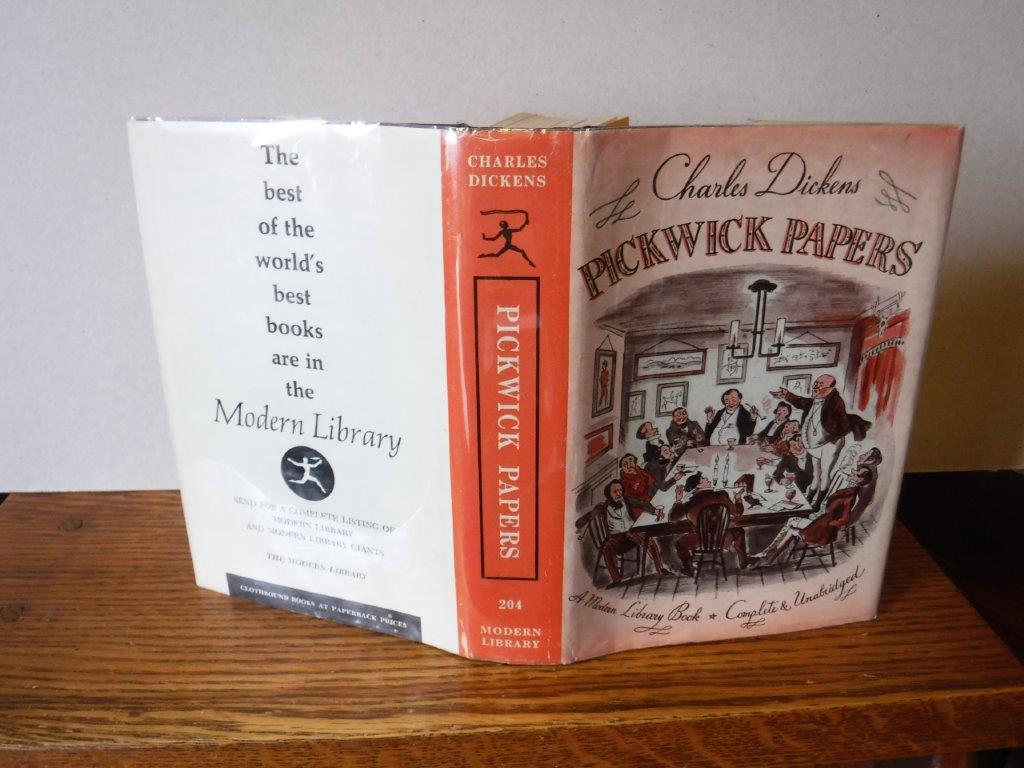 The
best
of the
world's
best
books
are in
the
Modern Library
SEND FOR A COMPLETE LISTING OF
MODERN LIBRARY
AND MODERN LIBRARY GIANTS
THE MODERN LIBRARY
CLOTHBOUND BOOKS AT PAPERBACK PRICES
CHARLES
DICKENS
PICKWICK PAPERS
204
MODERN
LIBRARY
Charles Dickens
PICKWICK PAPERS
A Modern Library Book ★ Complete & Unabridged